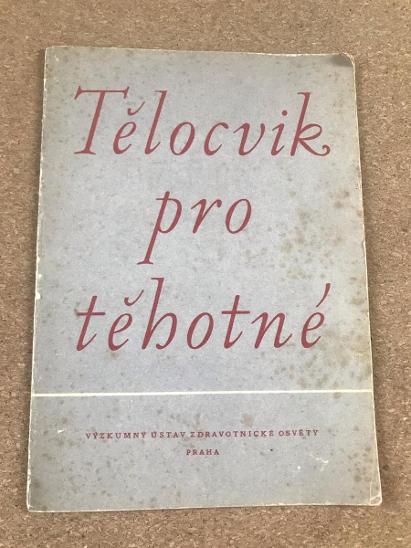 Tělocvik
pro
těhotné
VÝZKUMNÝ ÚSTAV ZDRAVOTNICKÉ OSVĚTY
PRAHA